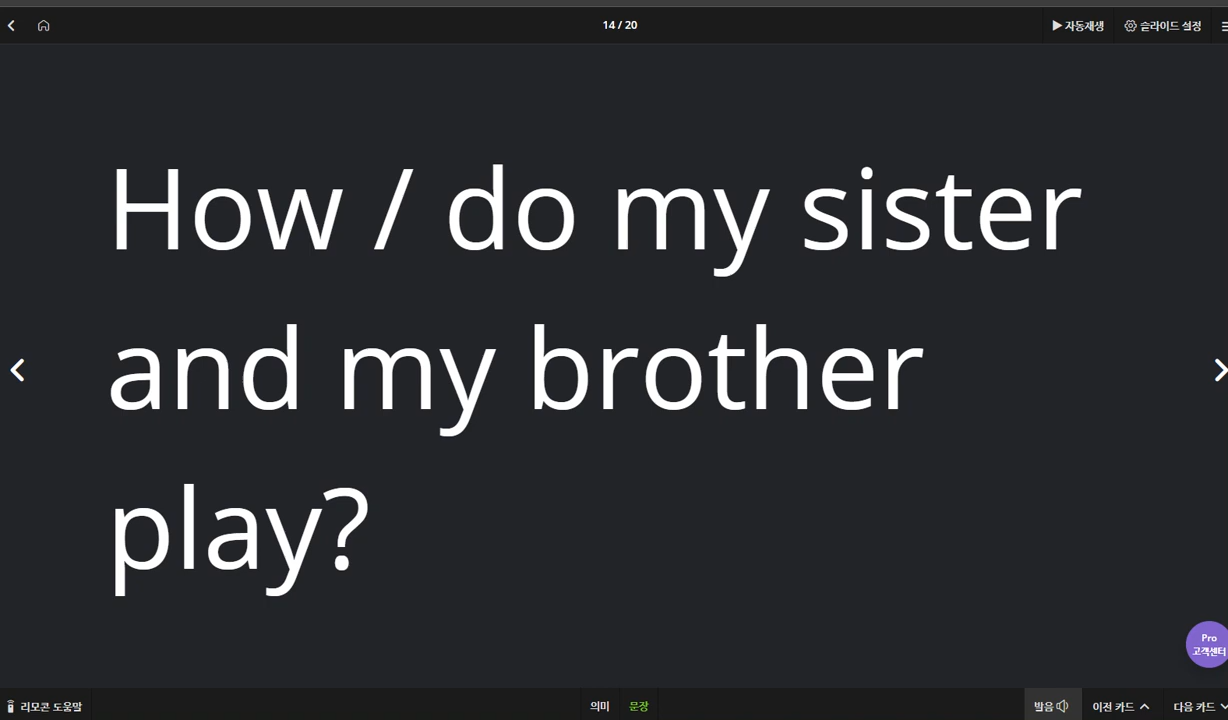 14 / 20
▶ 자동재생
슬라이드 설정
How / do my sister
and my brother
play?
Pro
고객센터
리모콘 도움말
의미
문장
발음
이전 카드
다음 카드